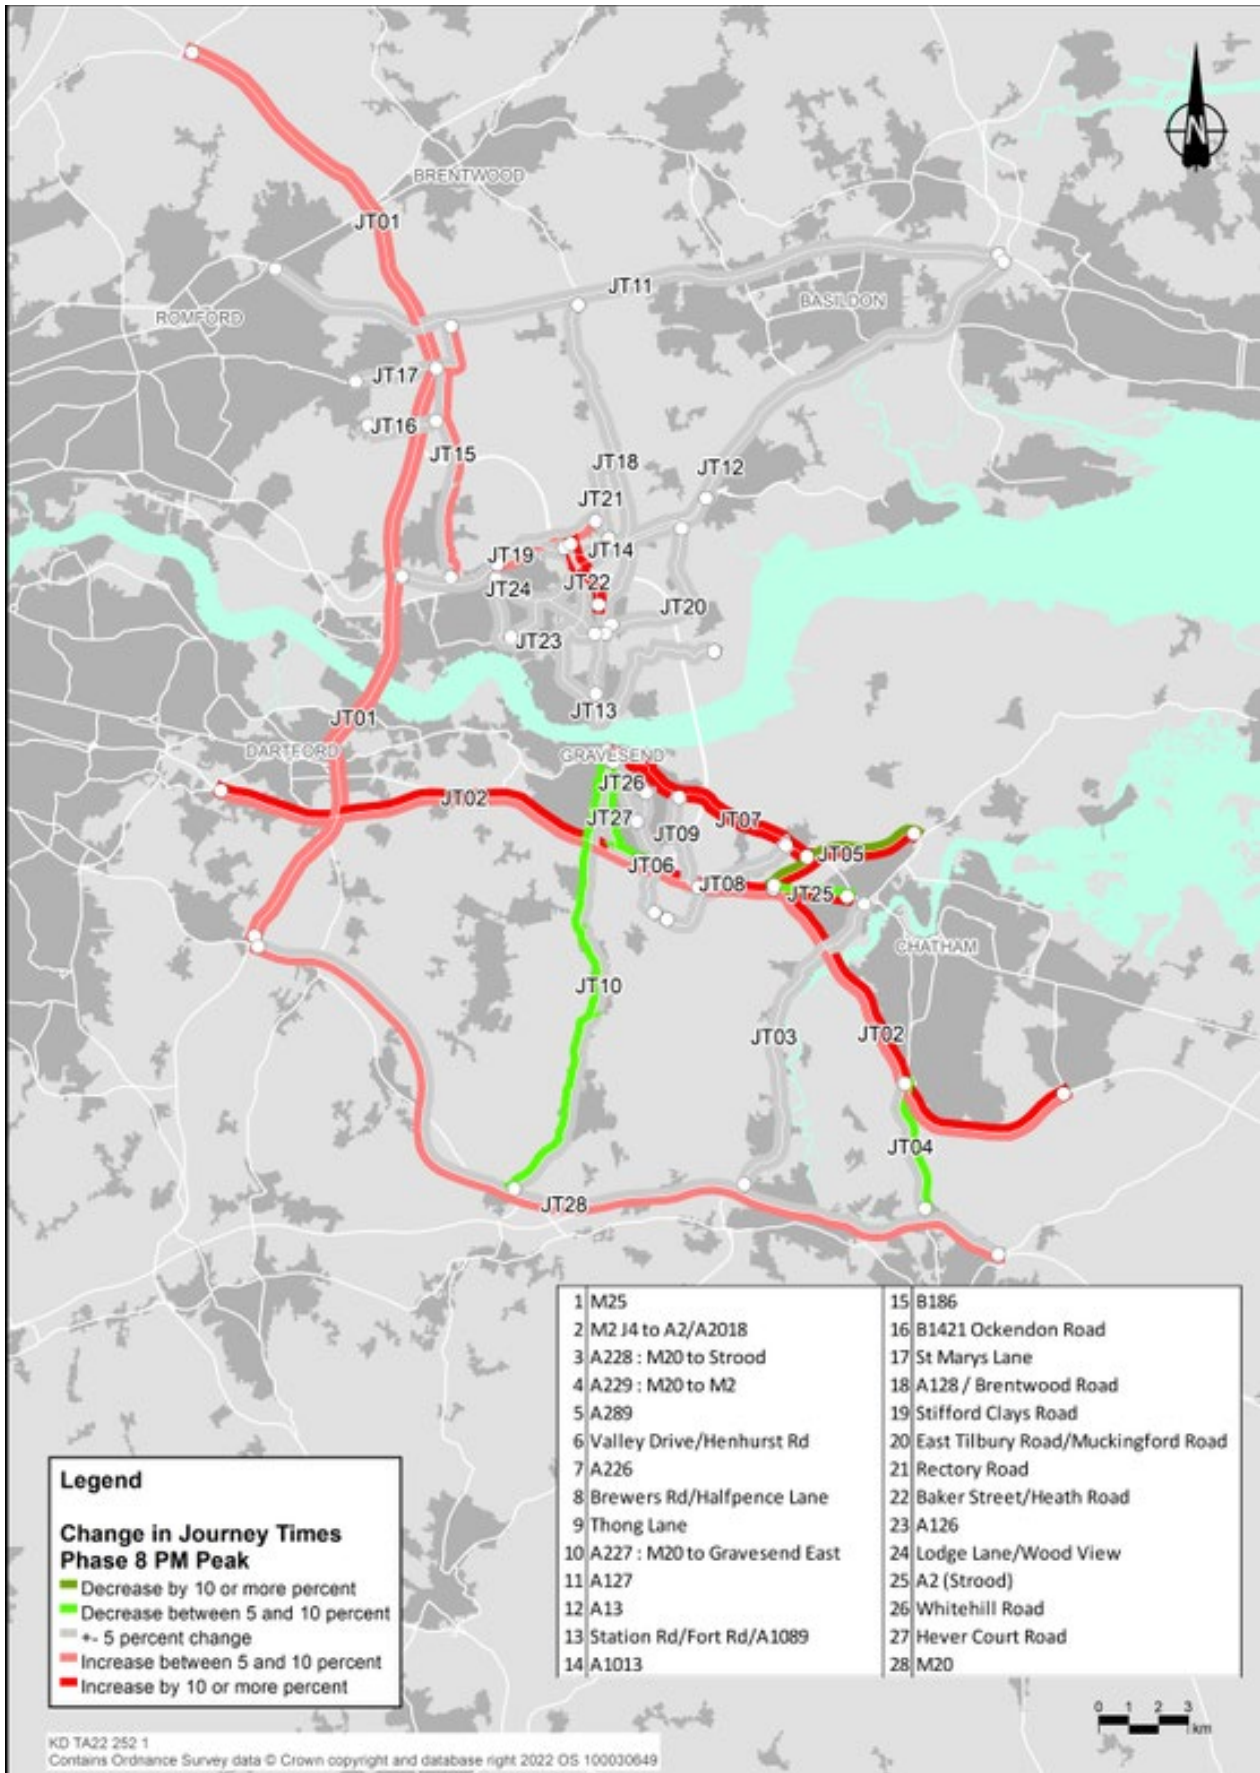 N
BRENTWOOD
JT01
JT11
BASILDON
ROMFORD
JT17
JT16
JT15
JT18
JT12
JT21
JT14
JT19
JT24
JT22
JT20
JT23
JT13
JT01
DARTFORD
GRAVESEND
JT26
JT02
JT27
JT09
JT07
JT05
JT06
JT08
JT25
CHATHAM
JT10
JT03
JT02
JT04
JT28
1 M25
2 M2 J4 to A2/A2018
3 A228 : M20 to Strood
4 A229 : M20 to M2
5 A289
6 Valley Drive/Henhurst Rd
7 A226
8 Brewers Rd/Halfpence Lane
9 Thong Lane
10 A227 : M20 to Gravesend East
11 A127
12 A13
13 Station Rd/Fort Rd/A1089
14 A1013
15 B186
16 B1421 Ockendon Road
17 St Marys Lane
18 A128 / Brentwood Road
19 Stifford Clays Road
20 East Tilbury Road/Muckingford Road
21 Rectory Road
22 Baker Street/Heath Road
23 A126
24 Lodge Lane/Wood View
25 A2 (Strood)
26 Whitehill Road
27 Hever Court Road
28 M20
Legend
Change in Journey Times
Phase 8 PM Peak
Decrease by 10 or more percent
Decrease between 5 and 10 percent
+- 5 percent change
Increase between 5 and 10 percent
Increase by 10 or more percent
0 1 2 3
km
KD TA22 252 1
Contains Ordnance Survey data © Crown copyright and database right 2022 OS 100030649